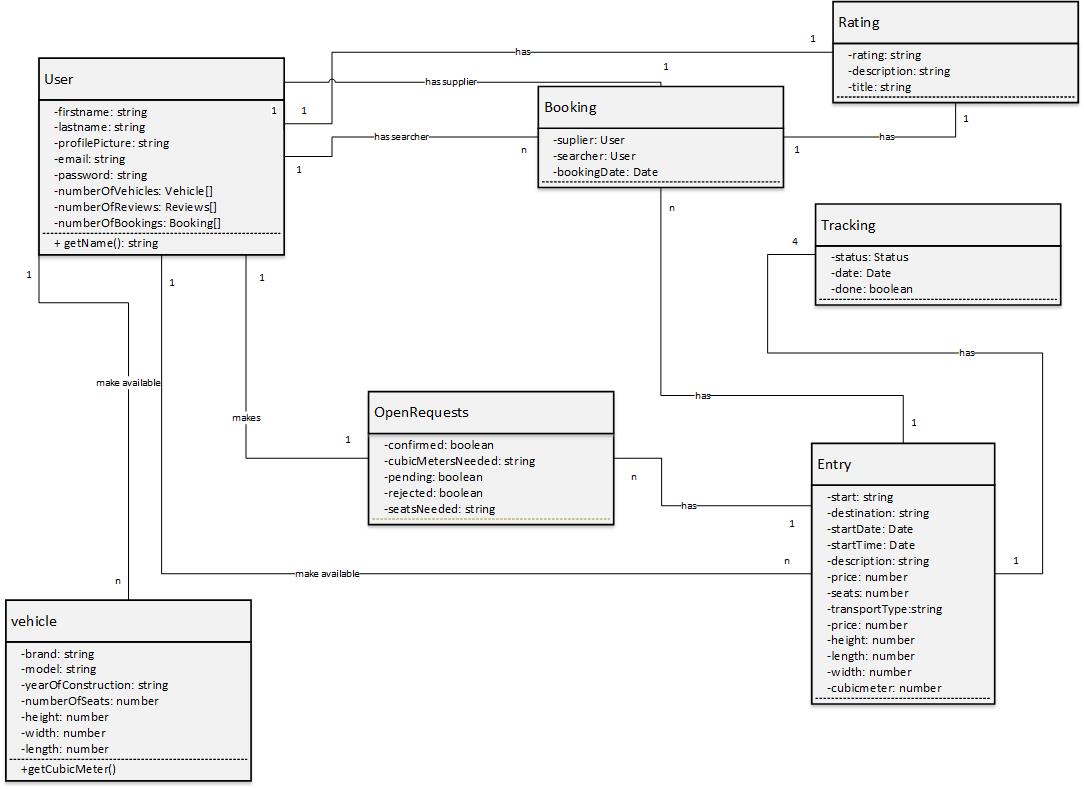 Rating
-rating: string
-description: string
-title: string
1
has
1
1
User
-firstname: string
-lastname: string
-profilePicture: string
-email: string
-password: string
-numberOfVehicles: Vehicle[]
-numberOfReviews: Reviews[]
-numberOfBookings: Booking[]
+ getName(): string
1
has supplier
1
has searcher
1
n
Booking
-suplier: User
-searcher: User
-bookingDate: Date
has
1
1
n
has
1
Tracking
-status: Status
-date: Date
-done: boolean
4
has
1
1
make available
n
1
make available
n
1
makes
1
OpenRequests
-confirmed: boolean
-cubicMetersNeeded: string
-pending: boolean
-rejected: boolean
-seatsNeeded: string
n
has
1
Entry
-start: string
-destination: string
-startDate: Date
-startTime: Date
-description: string
-price: number
-seats: number
-transportType:string
-price: number
-height: number
-length: number
-width: number
-cubicmeter: number
vehicle
-brand: string
-model: string
-yearOfConstruction: string
-numberOfSeats: number
-height: number
-width: number
-length: number
+getCubicMeter()